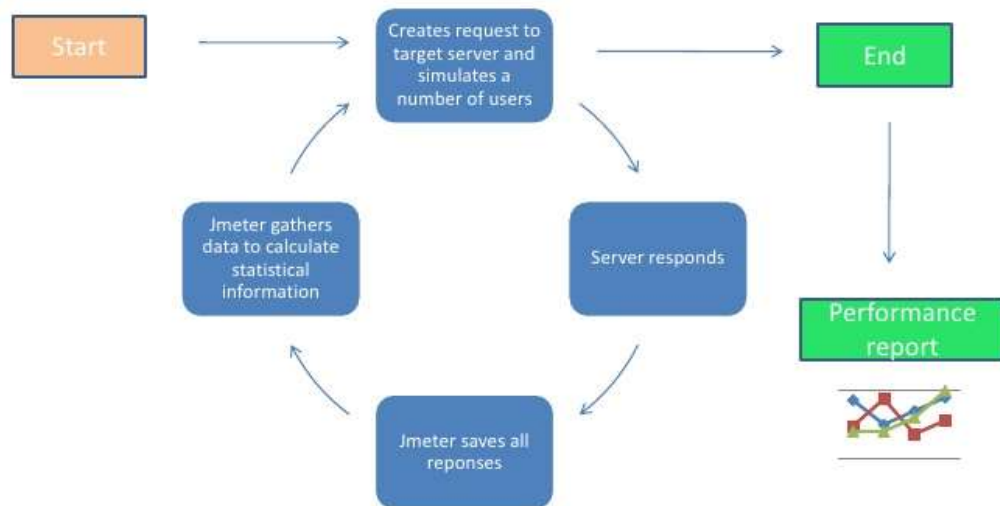 Start
Creates request to
target server and
simulates a
number of users
End
Jmeter gathers
data to calculate
statistical
information
Server responds
Performance
report
Jmeter saves all
reponses